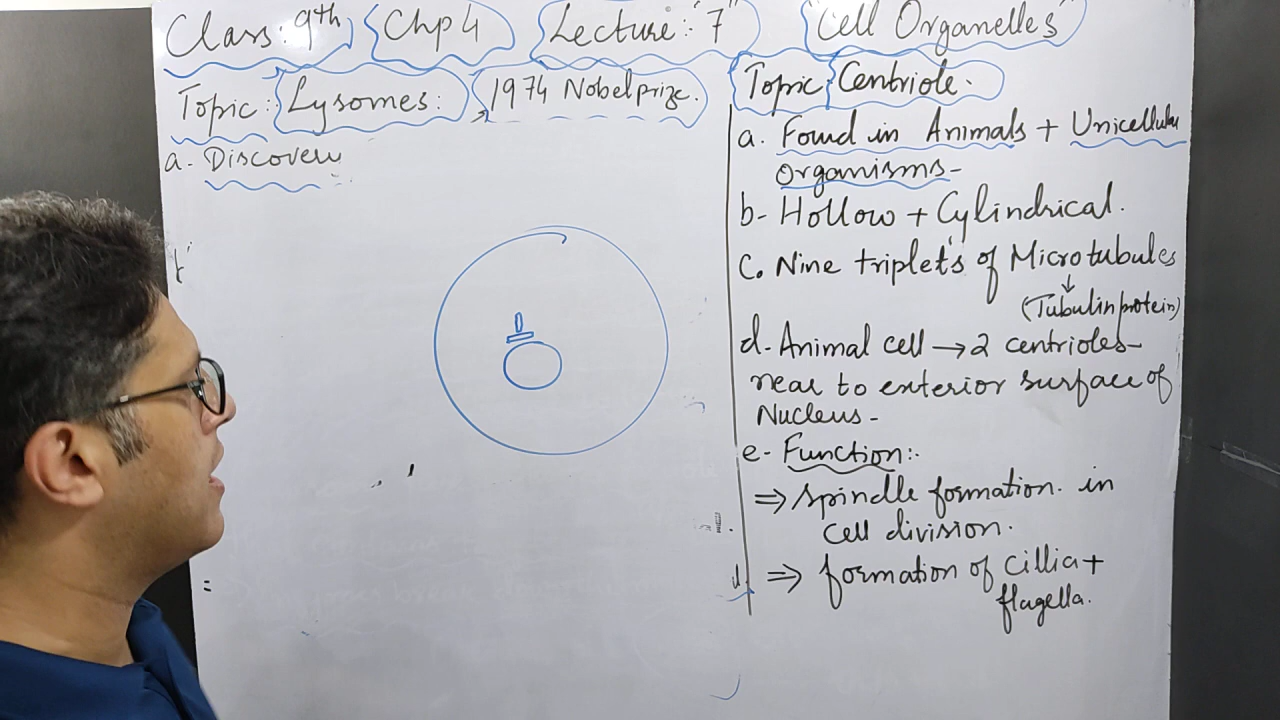 Class: 9th Chp 4 Lecture: "7" "Cell Organelles"
Topic: Lysomes: 1974 Nobel prize.
a. Discovery
Topic Centriole.
a. Found in Animals + Unicellular
Organisms-
b- Hollow + Cylindrical.
C. Nine triplet's of Microtubules
(Tubulin protein)
d. Animal cell → 2 centrioles-
near to exterior surface of
Nucleus-
e- Function:-
⇒ spindle formation. in
cell division.
⇒ formation of Cillia +
flagella.